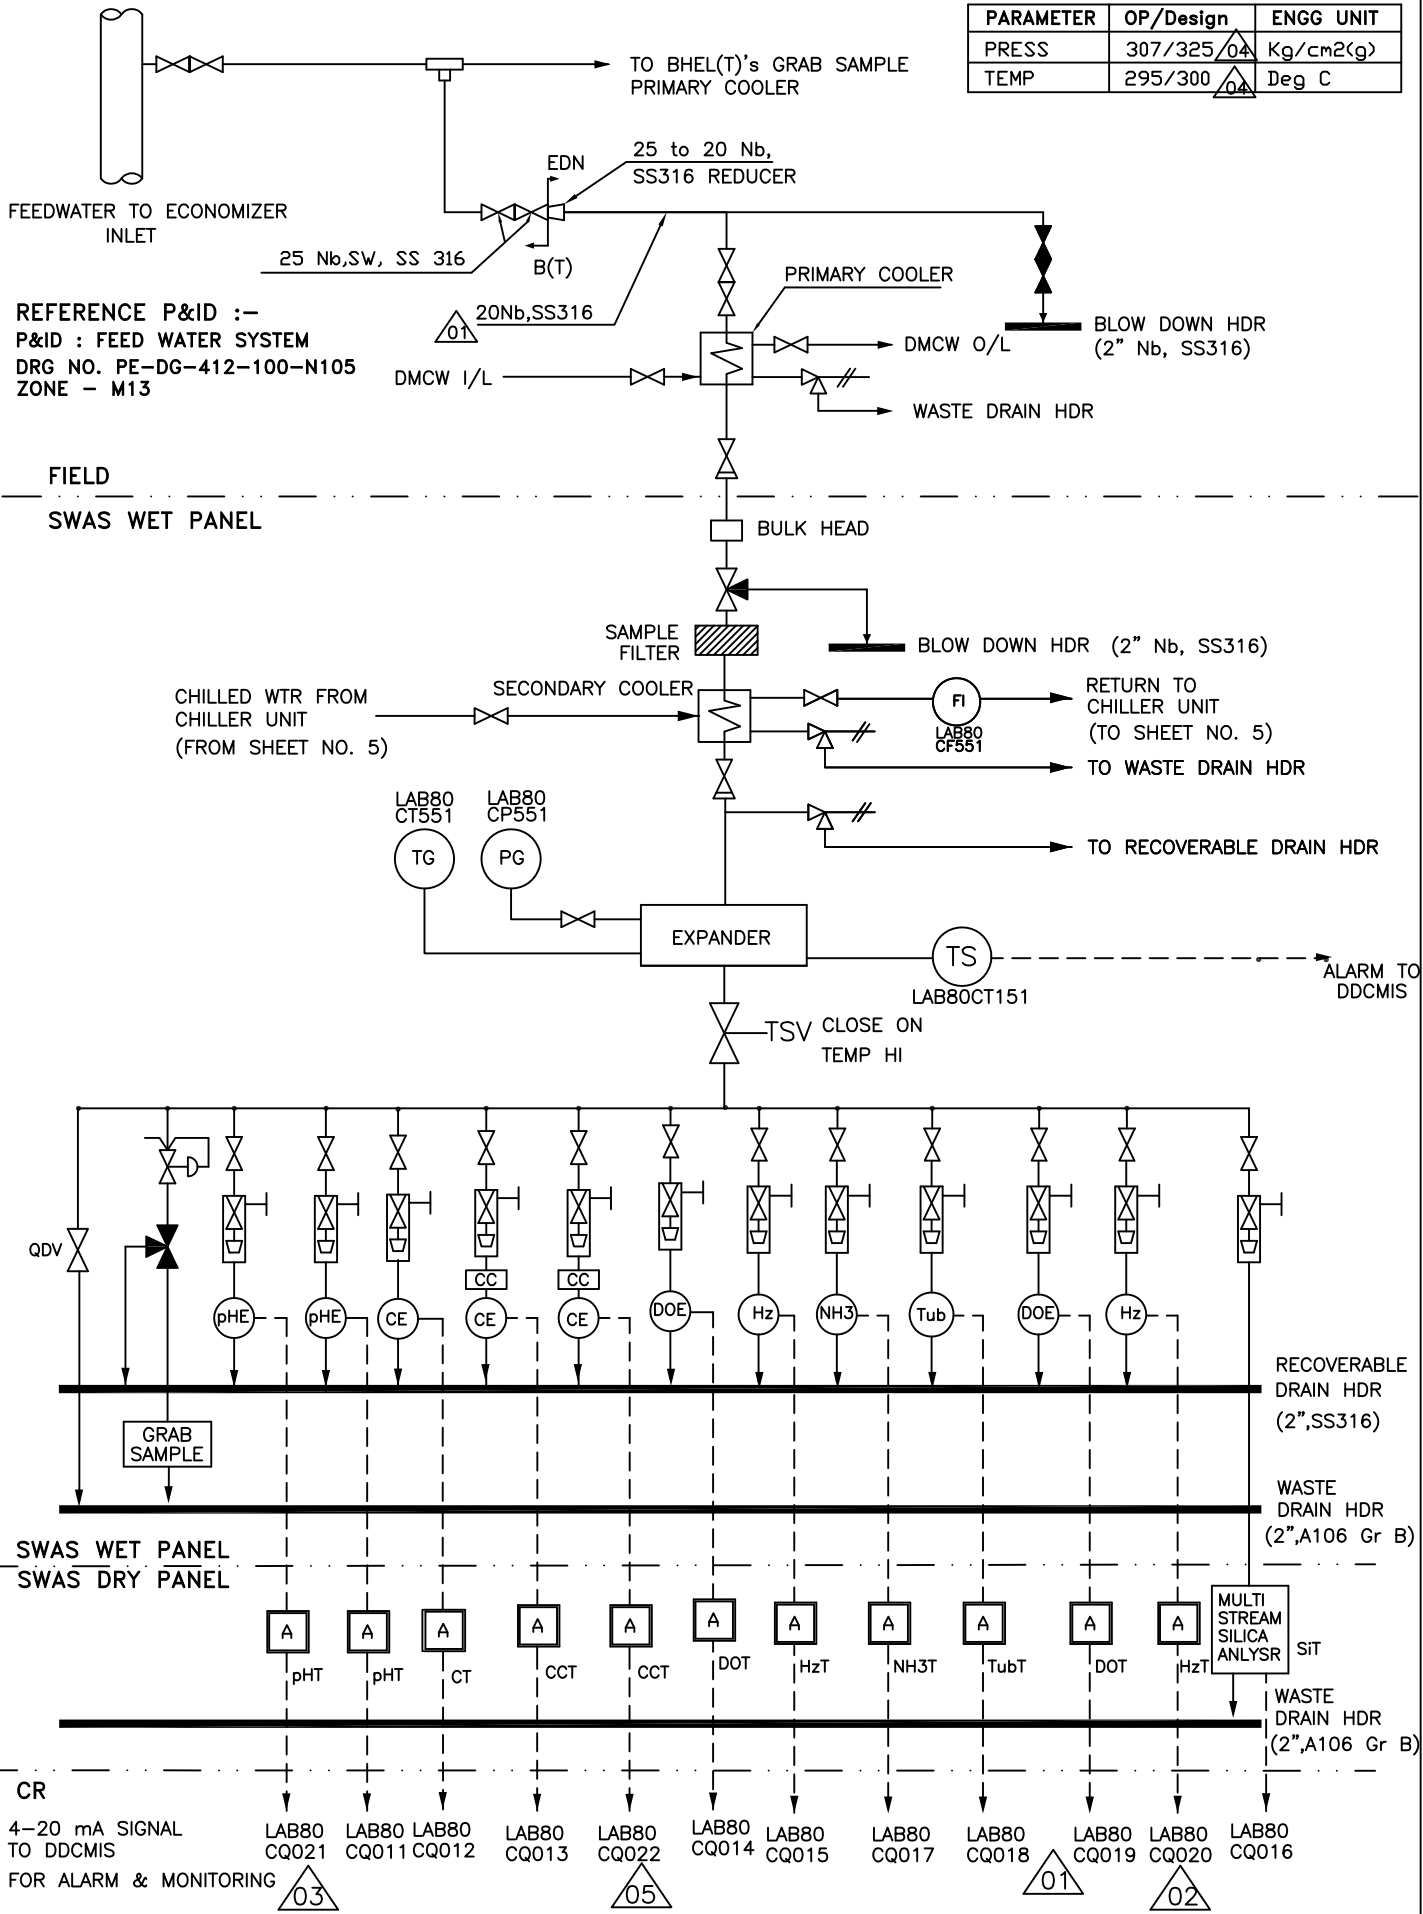 PARAMETER OP/Design ENGG UNIT
PRESS 307/325 04 Kg/cm2(g)
TEMP 295/300 04 Deg C
TO BHEL(T)'s GRAB SAMPLE
PRIMARY COOLER
FEEDWATER TO ECONOMIZER
INLET
EDN
25 to 20 Nb,
SS316 REDUCER
25 Nb,SW, SS 316
B(T)
01
20Nb,SS316
PRIMARY COOLER
REFERENCE P&ID :-
P&ID : FEED WATER SYSTEM
DRG NO. PE-DG-412-100-N105
ZONE - M13
BLOW DOWN HDR
(2" Nb, SS316)
DMCW O/L
DMCW I/L
WASTE DRAIN HDR
FIELD
SWAS WET PANEL
BULK HEAD
SAMPLE
FILTER
BLOW DOWN HDR (2" Nb, SS316)
SECONDARY COOLER
CHILLED WTR FROM
CHILLER UNIT
(FROM SHEET NO. 5)
FI
LAB80
CF551
RETURN TO
CHILLER UNIT
(TO SHEET NO. 5)
TO WASTE DRAIN HDR
LAB80
CT551
LAB80
CP551
TG
PG
TO RECOVERABLE DRAIN HDR
EXPANDER
TS
LAB80CT151
ALARM TO
DDCMIS
TSV
CLOSE ON
TEMP HI
QDV
CC
CC
pHE
pHE
CE
CE
CE
DOE
Hz
NH3
Tub
DOE
Hz
RECOVERABLE
DRAIN HDR
(2",SS316)
GRAB
SAMPLE
WASTE
DRAIN HDR
(2",A106 Gr B)
SWAS WET PANEL
SWAS DRY PANEL
A
A
A
A
A
A
A
A
A
A
A
MULTI
STREAM
SILICA
ANLYSR
SiT
pHT
pHT
CT
CCT
CCT
DOT
HzT
NH3T
TubT
DOT
HzT
WASTE
DRAIN HDR
(2",A106 Gr B)
CR
4-20 mA SIGNAL
TO DDCMIS
FOR ALARM & MONITORING
LAB80
CQ021
LAB80
CQ011
LAB80
CQ012
LAB80
CQ013
LAB80
CQ022
LAB80
CQ014
LAB80
CQ015
LAB80
CQ017
LAB80
CQ018
LAB80
CQ019
LAB80
CQ020
LAB80
CQ016
03
05
01
02